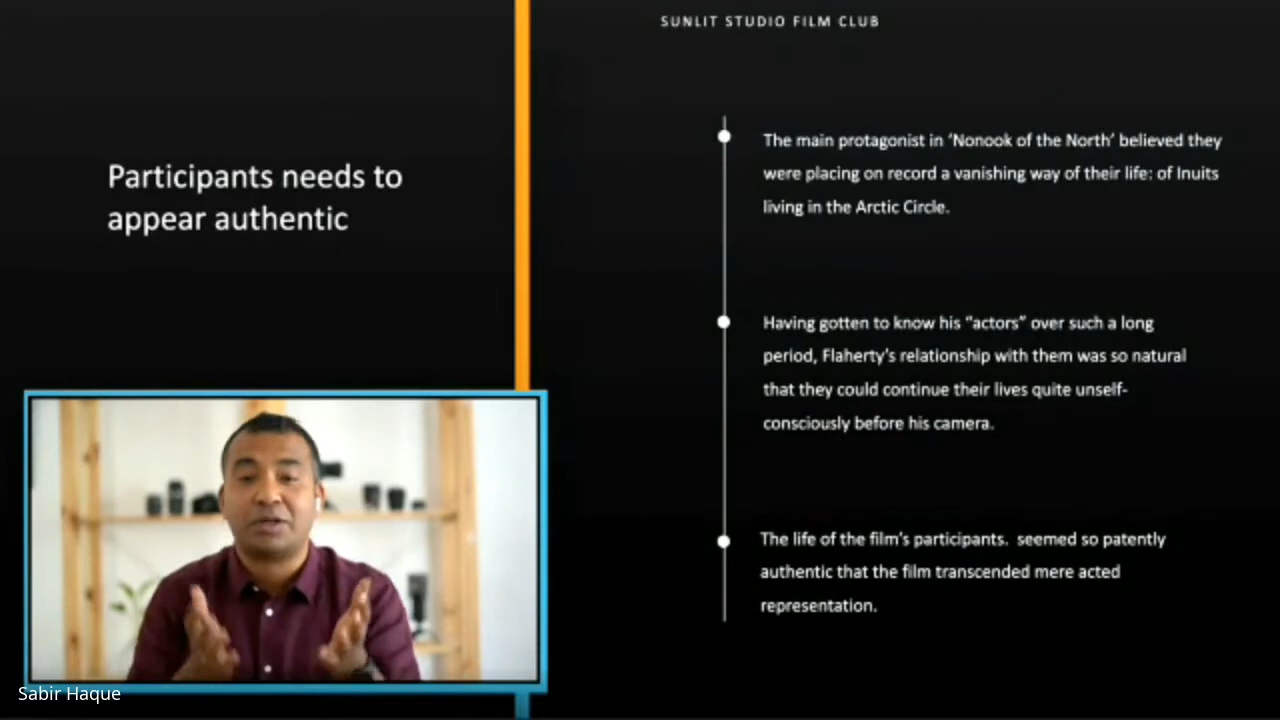 SUNLIT STUDIO FILM CLUB
Participants needs to
appear authentic
The main protagonist in ‘Nonook of the North’ believed they
were placing on record a vanishing way of their life: of Inuits
living in the Arctic Circle.
Having gotten to know his “actors” over such a long
period, Flaherty’s relationship with them was so natural
that they could continue their lives quite unself-
consciously before his camera.
The life of the film’s participants. seemed so patently
authentic that the film transcended mere acted
representation.
Sabir Haque